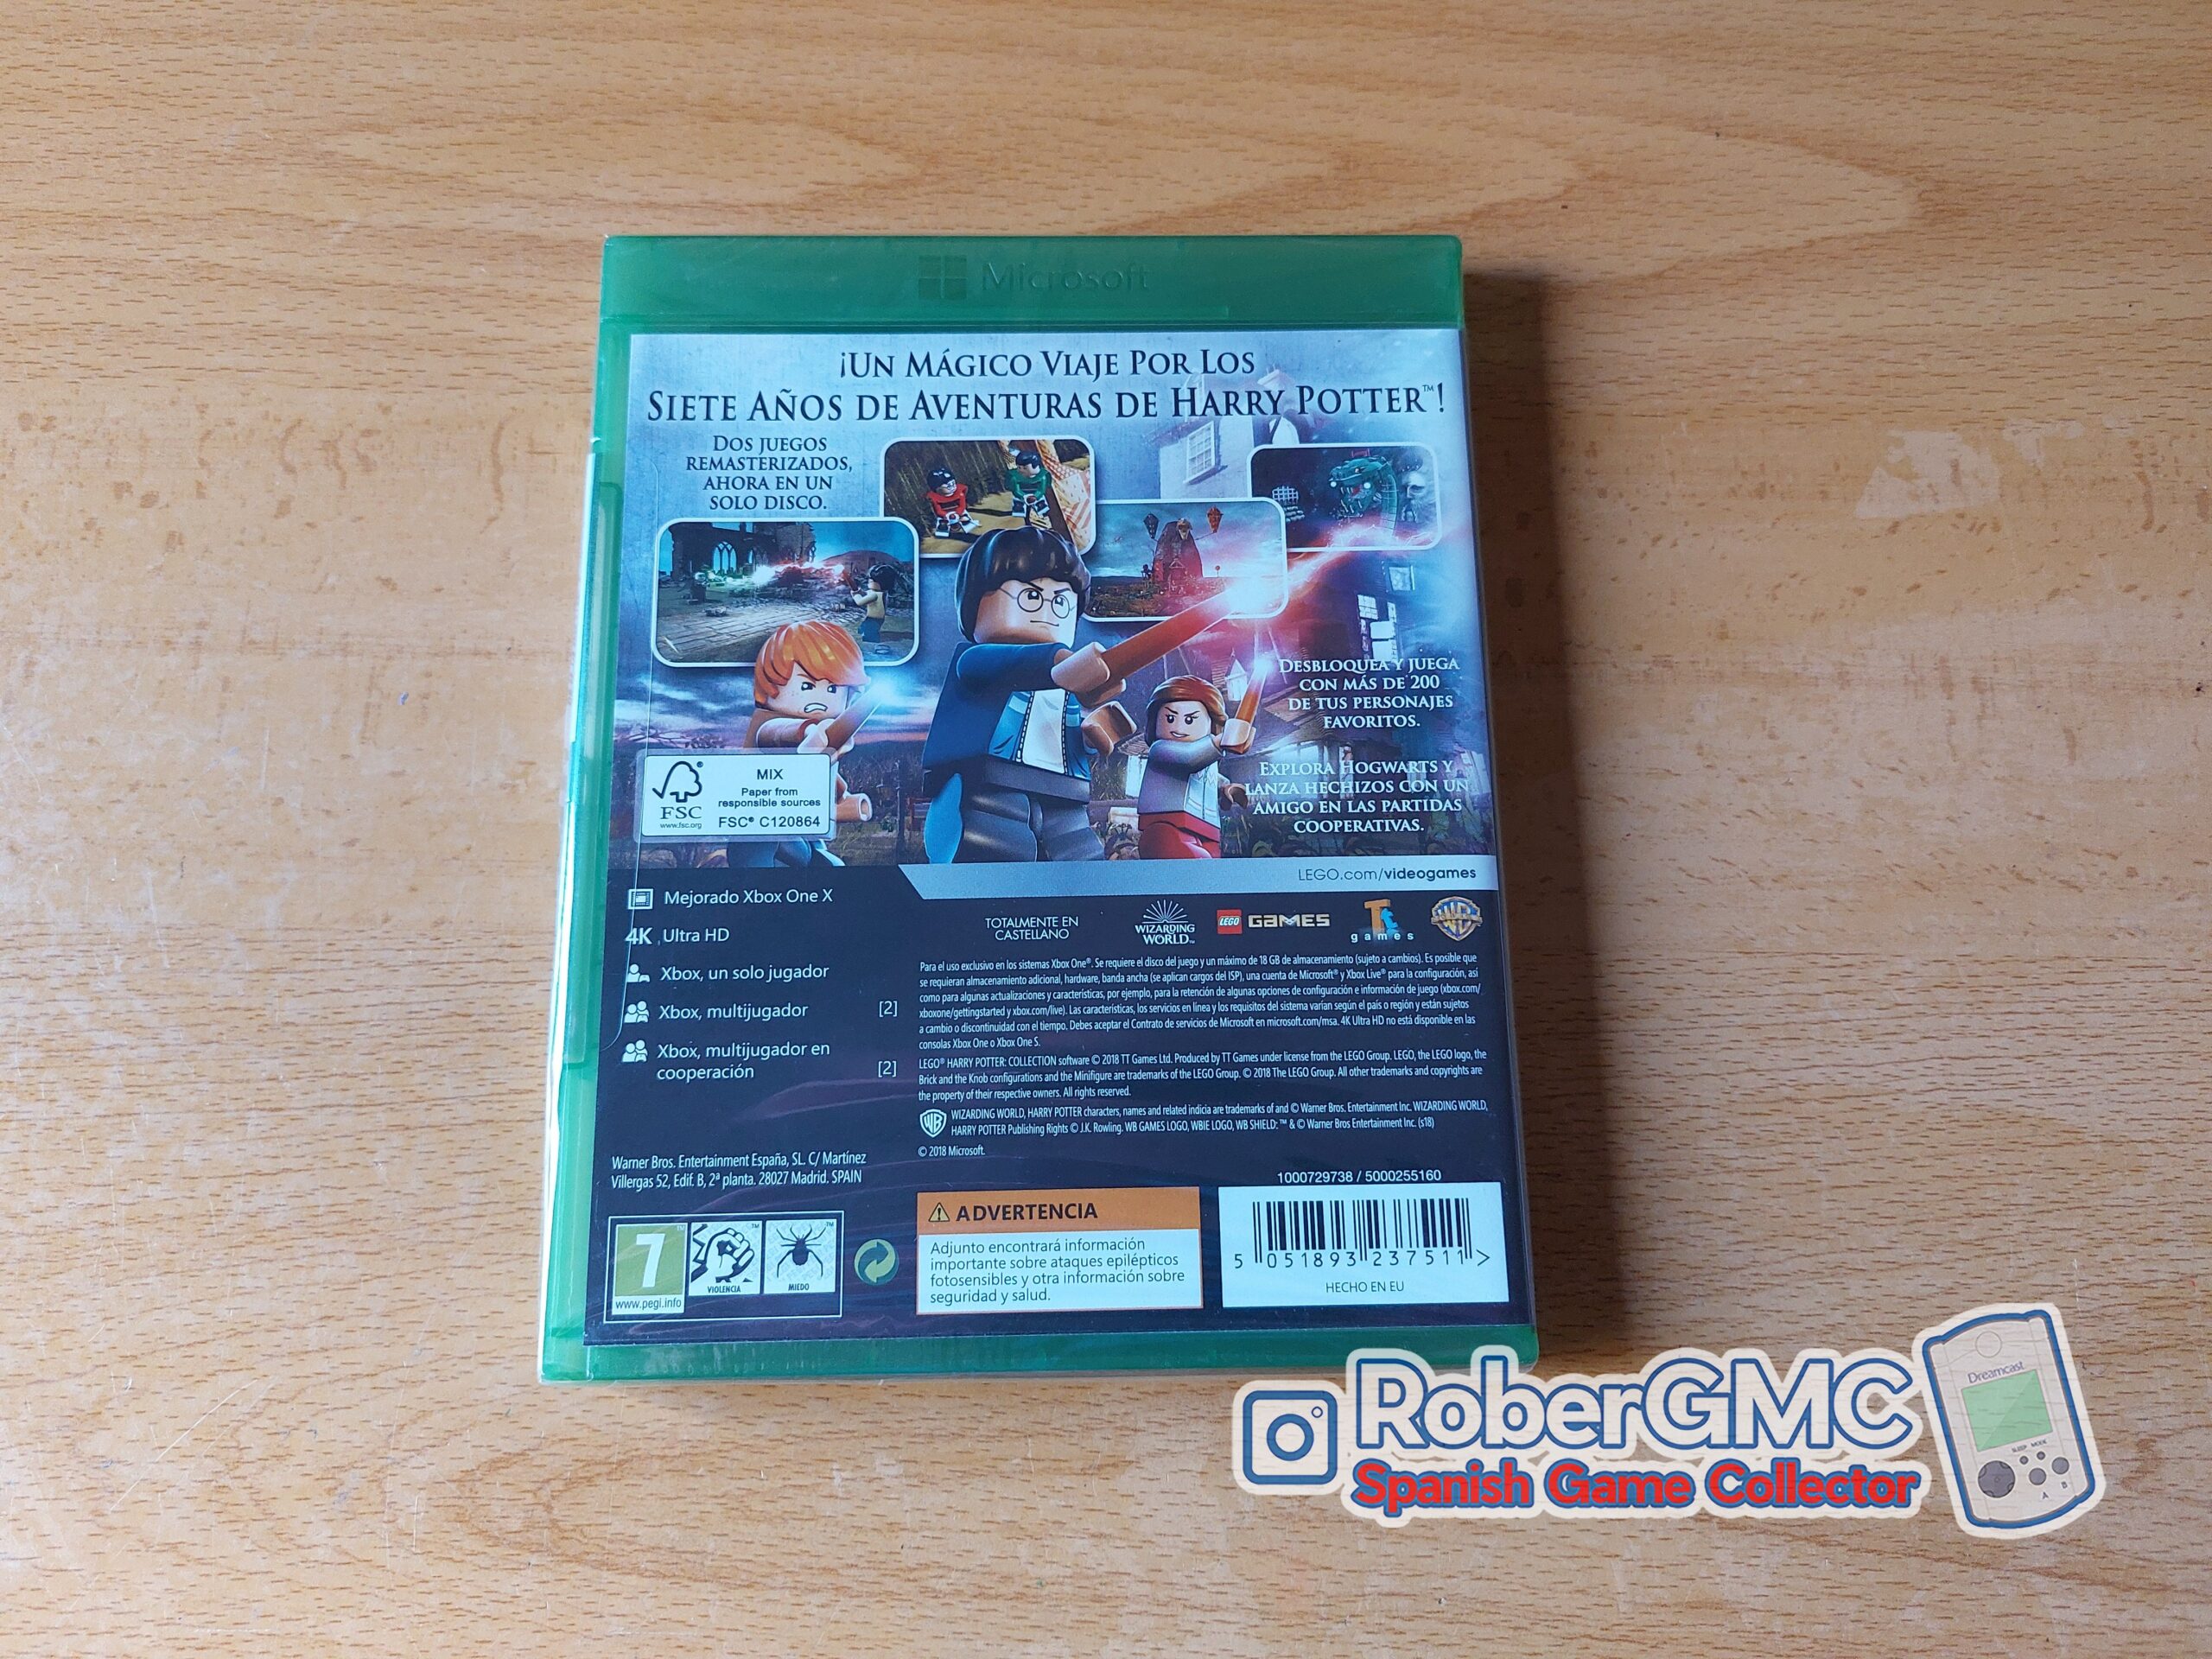 Microsoft
¡Un Mágico Viaje Por Los
Siete Años de Aventuras de Harry Potter™!
Dos juegos
remasterizados,
ahora en un
solo disco.
Desbloquea y juega
con más de 200
de tus personajes
favoritos.
Explora Hogwarts y
lanza hechizos con un
amigo en las partidas
cooperativas.
FSC
www.fsc.org
MIX
Paper from
responsible sources
FSC® C120864
LEGO.com/videogames
Mejorado Xbox One X
4K Ultra HD
Xbox, un solo jugador
Xbox, multijugador [2]
Xbox, multijugador en
cooperación [2]
TOTALMENTE EN
CASTELLANO
WIZARDING
WORLD™
LEGO GAMES
TT games
WB
Para el uso exclusivo en los sistemas Xbox One®. Se requiere el disco del juego y un máximo de 18 GB de almacenamiento (sujeto a cambios). Es posible que
se requieran almacenamiento adicional, hardware, banda ancha (se aplican cargos del ISP), una cuenta de Microsoft® y Xbox Live® para la configuración, así
como para algunas actualizaciones y características, por ejemplo, para la retención de algunas opciones de configuración e información de juego (xbox.com/
xboxone/gettingstarted y xbox.com/live). Las características, los servicios en línea y los requisitos del sistema varían según el país o región y están sujetos
a cambio o discontinuidad con el tiempo. Debes aceptar el Contrato de servicios de Microsoft en microsoft.com/msa. 4K Ultra HD no está disponible en las
consolas Xbox One o Xbox One S.
LEGO® HARRY POTTER: COLLECTION software © 2018 TT Games Ltd. Produced by TT Games under license from the LEGO Group. LEGO, the LEGO logo, the
Brick and the Knob configurations and the Minifigure are trademarks of the LEGO Group. © 2018 The LEGO Group. All other trademarks and copyrights are
the property of their respective owners. All rights reserved.
WB WIZARDING WORLD, HARRY POTTER characters, names and related indicia are trademarks of and © Warner Bros. Entertainment Inc. WIZARDING WORLD,
HARRY POTTER Publishing Rights © J.K. Rowling. WB GAMES LOGO, WBIE LOGO, WB SHIELD: ™ & © Warner Bros Entertainment Inc. (s18)
© 2018 Microsoft.
Warner Bros. Entertainment España, SL. C/ Martínez
Villergas 52, Edif. B, 2ª planta. 28027 Madrid. SPAIN
1000729738 / 5000255160
7
www.pegi.info
VIOLENCIA
MIEDO
ADVERTENCIA
Adjunto encontrará información
importante sobre ataques epilépticos
fotosensibles y otra información sobre
seguridad y salud.
5 051893 237511 >
HECHO EN EU
RoberGMC
Spanish Game Collector
Dreamcast
SLEEP MODE
A B